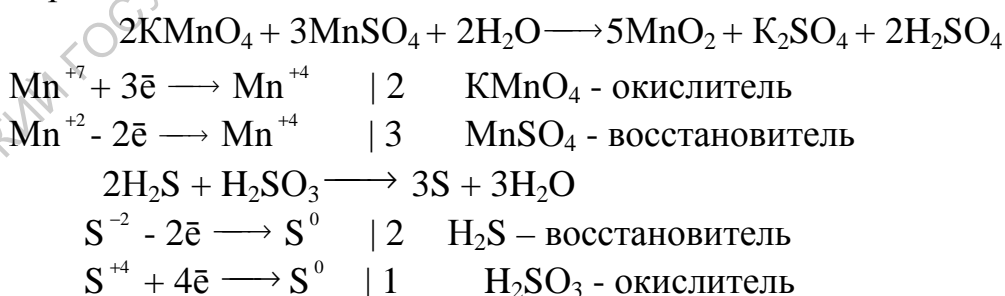 2KMnO₄ + 3MnSO₄ + 2H₂O ⟶ 5MnO₂ + K₂SO₄ + 2H₂SO₄
Mn⁺⁷ + 3ē ⟶ Mn⁺⁴ | 2 KMnO₄ - окислитель
Mn⁺² - 2ē ⟶ Mn⁺⁴ | 3 MnSO₄ - восстановитель
2H₂S + H₂SO₃ ⟶ 3S + 3H₂O
S⁻² - 2ē ⟶ S⁰ | 2 H₂S – восстановитель
S⁺⁴ + 4ē ⟶ S⁰ | 1 H₂SO₃ - окислитель